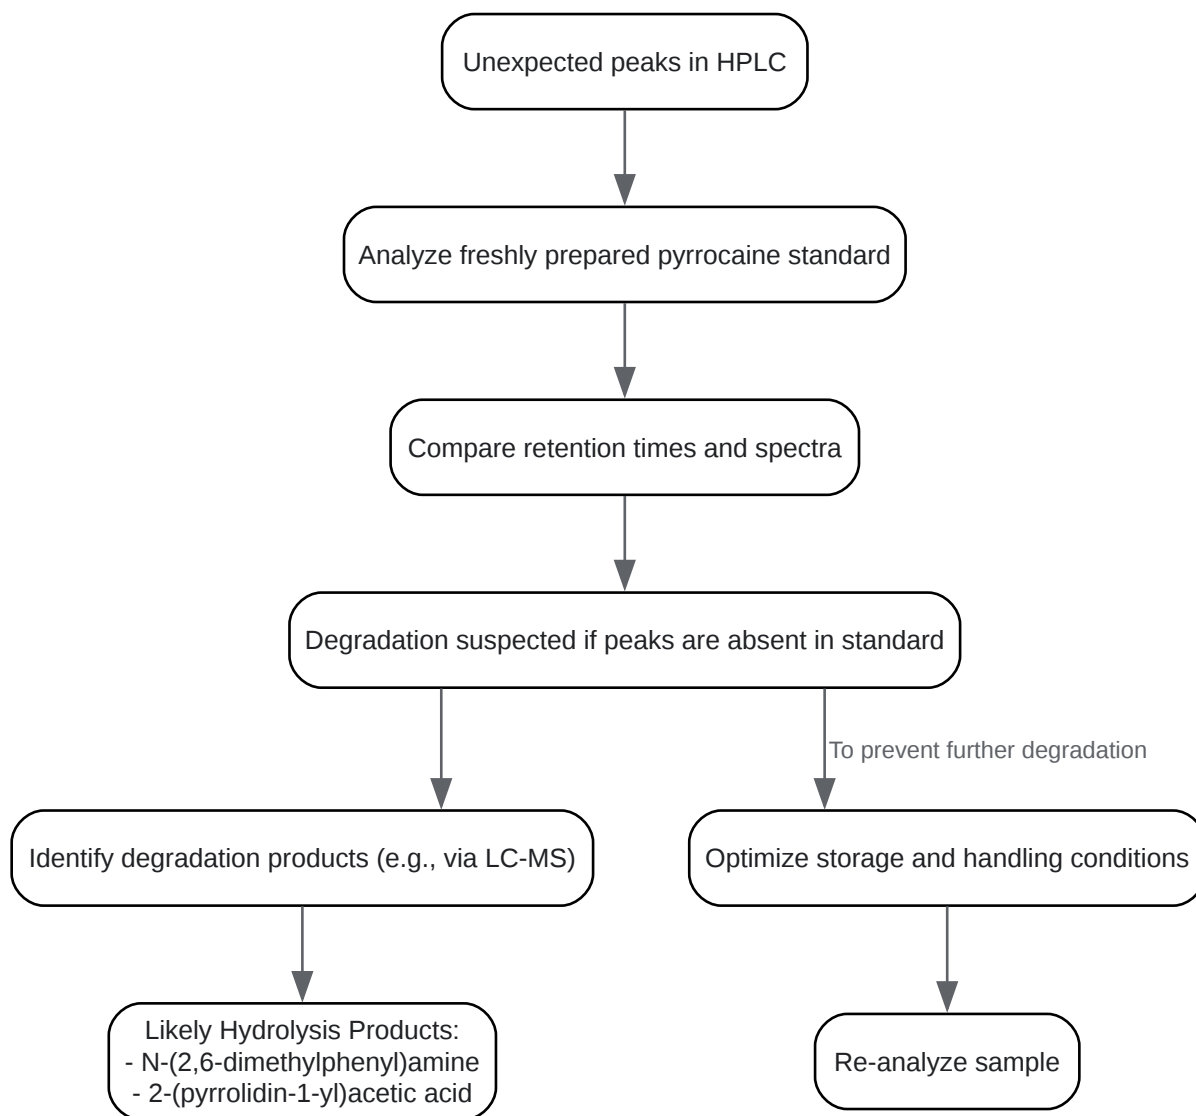 Unexpected peaks in HPLC
Analyze freshly prepared pyrrocaine standard
Compare retention times and spectra
Degradation suspected if peaks are absent in standard
To prevent further degradation
Identify degradation products (e.g., via LC-MS)
Optimize storage and handling conditions
Likely Hydrolysis Products:
- N-(2,6-dimethylphenyl)amine
- 2-(pyrrolidin-1-yl)acetic acid
Re-analyze sample